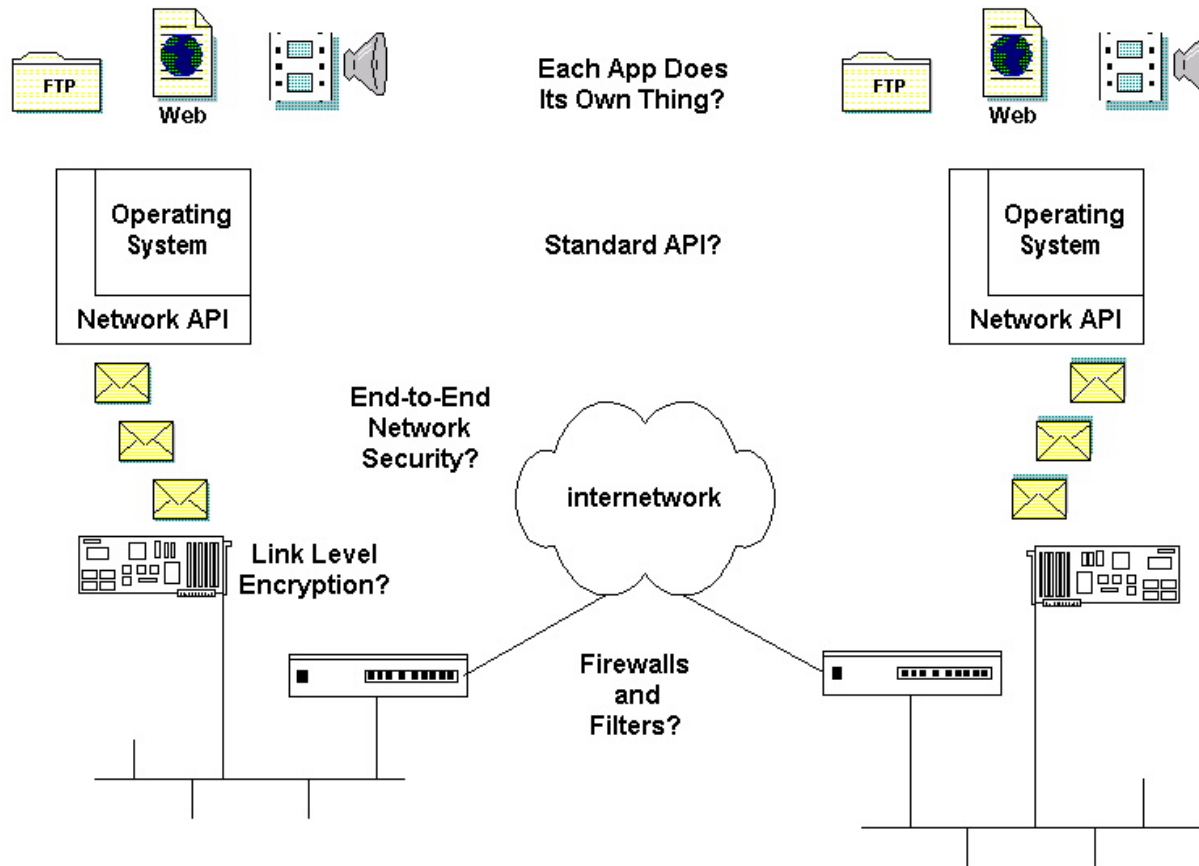 FTP
Web
Each App Does
Its Own Thing?
FTP
Web
Operating
System
Network API
Standard API?
Operating
System
Network API
End-to-End
Network
Security?
internetwork
Link Level
Encryption?
Firewalls
and
Filters?